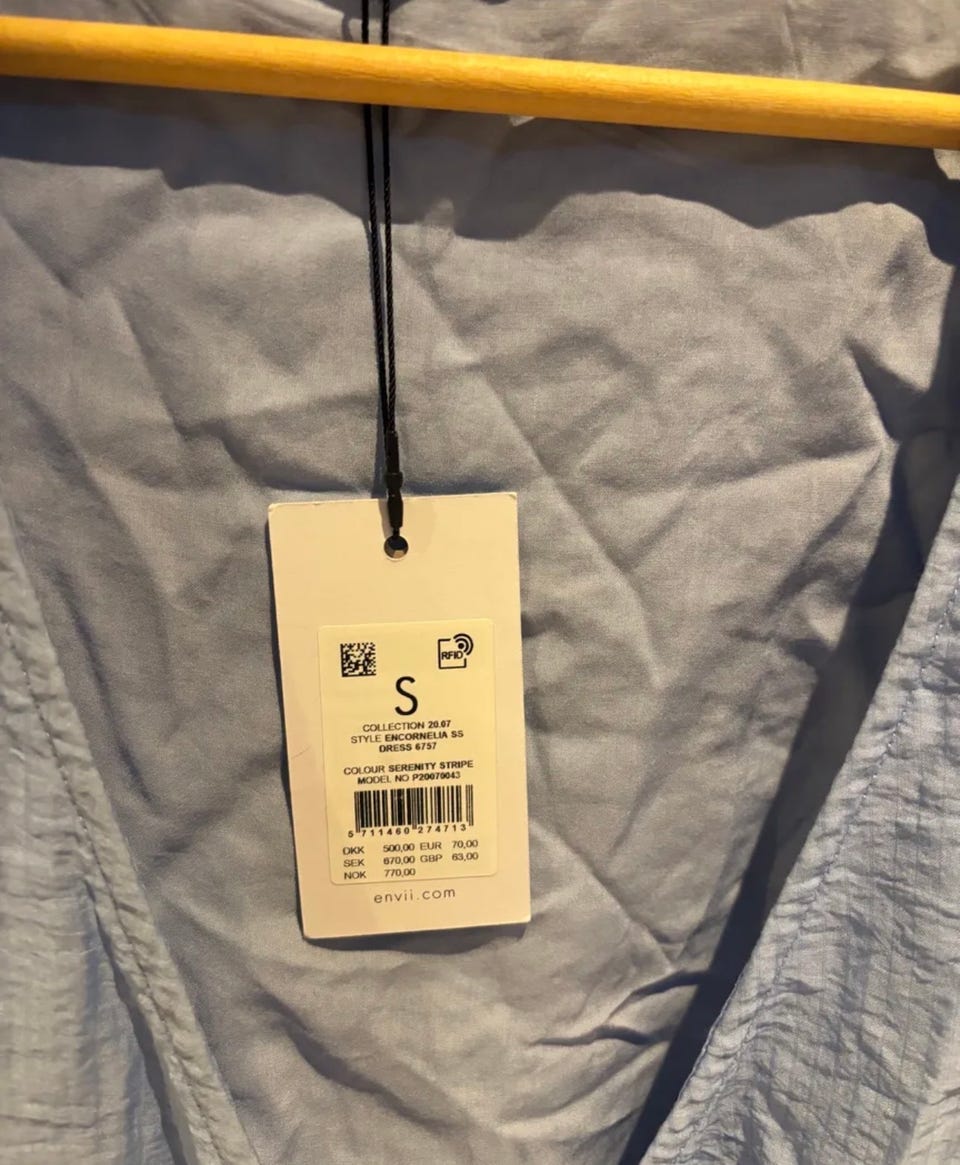 RFID
S
COLLECTION 20.07
STYLE ENCORNELIA SS
DRESS 6757
COLOUR SERENITY STRIPE
MODEL NO P20070043
5 711460 274713
DKK 500,00 EUR 70,00
SEK 670,00 GBP 63,00
NOK 770,00
envii.com